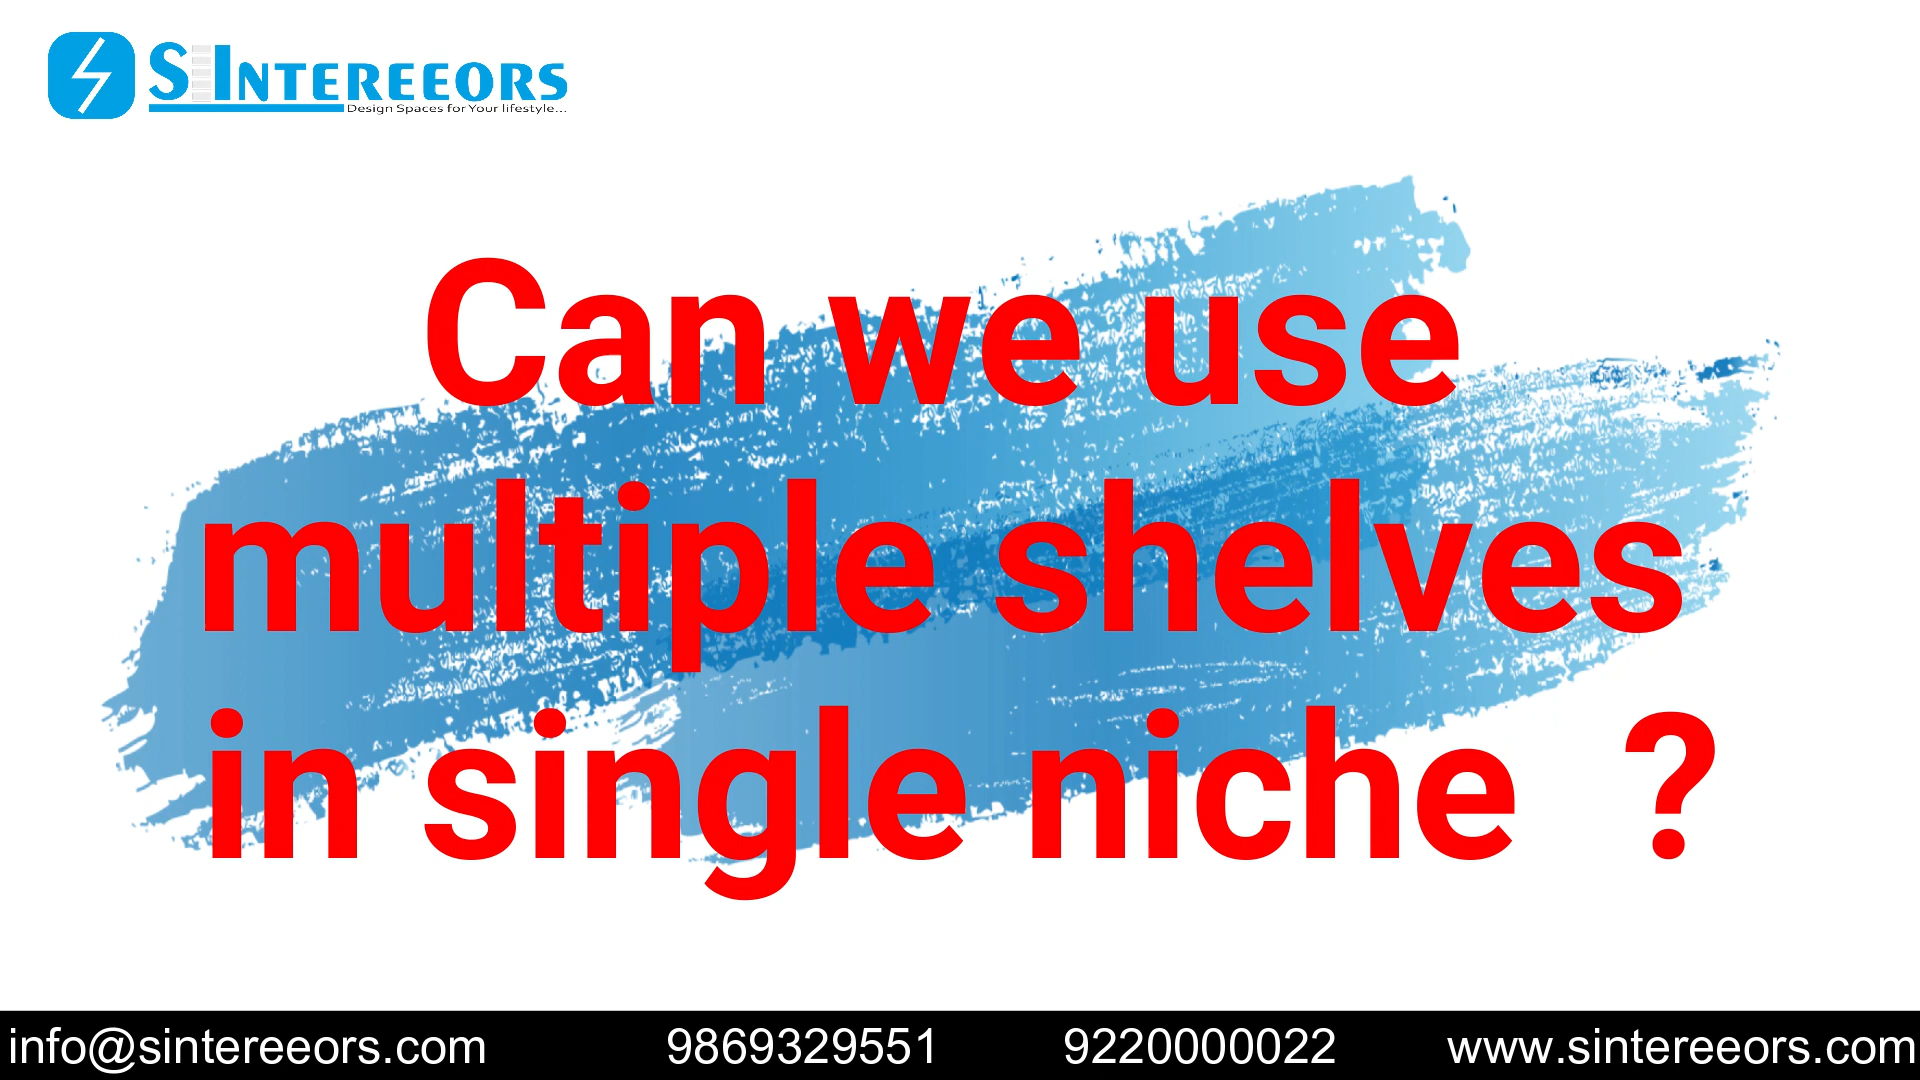 SIINTEREEORS
Design Spaces for Your lifestyle...
Can we use
multiple shelves
in single niche ?
info@sintereeors.com 9869329551 9220000022 www.sintereeors.com